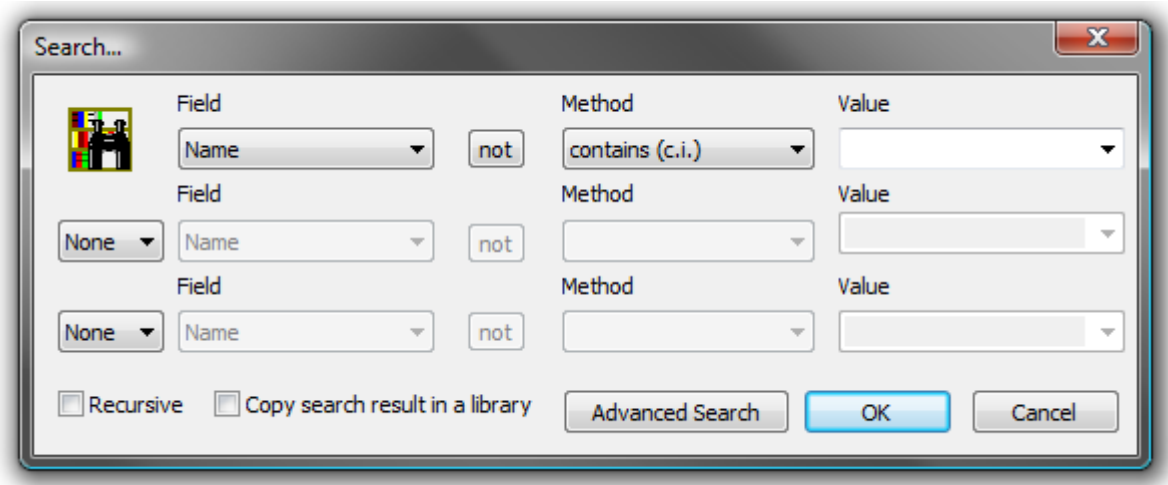 Search...
Field Method Value
Name not contains (c.i.)
Field Method Value
None Name not
Field Method Value
None Name not
Recursive Copy search result in a library Advanced Search OK Cancel